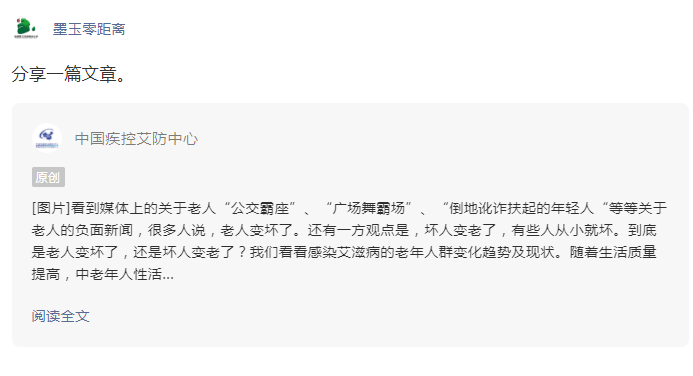 墨玉零距离
分享一篇文章。
中国疾控艾防中心
原创
[图片]看到媒体上的关于老人“公交霸座”、“广场舞霸场”、“倒地讹诈扶起的年轻人“等等关于
老人的负面新闻，很多人说，老人变坏了。还有一方观点是，坏人变老了，有些人从小就坏。到底
是老人变坏了，还是坏人变老了？我们看看感染艾滋病的老年人群变化趋势及现状。随着生活质量
提高，中老年人性活...
阅读全文